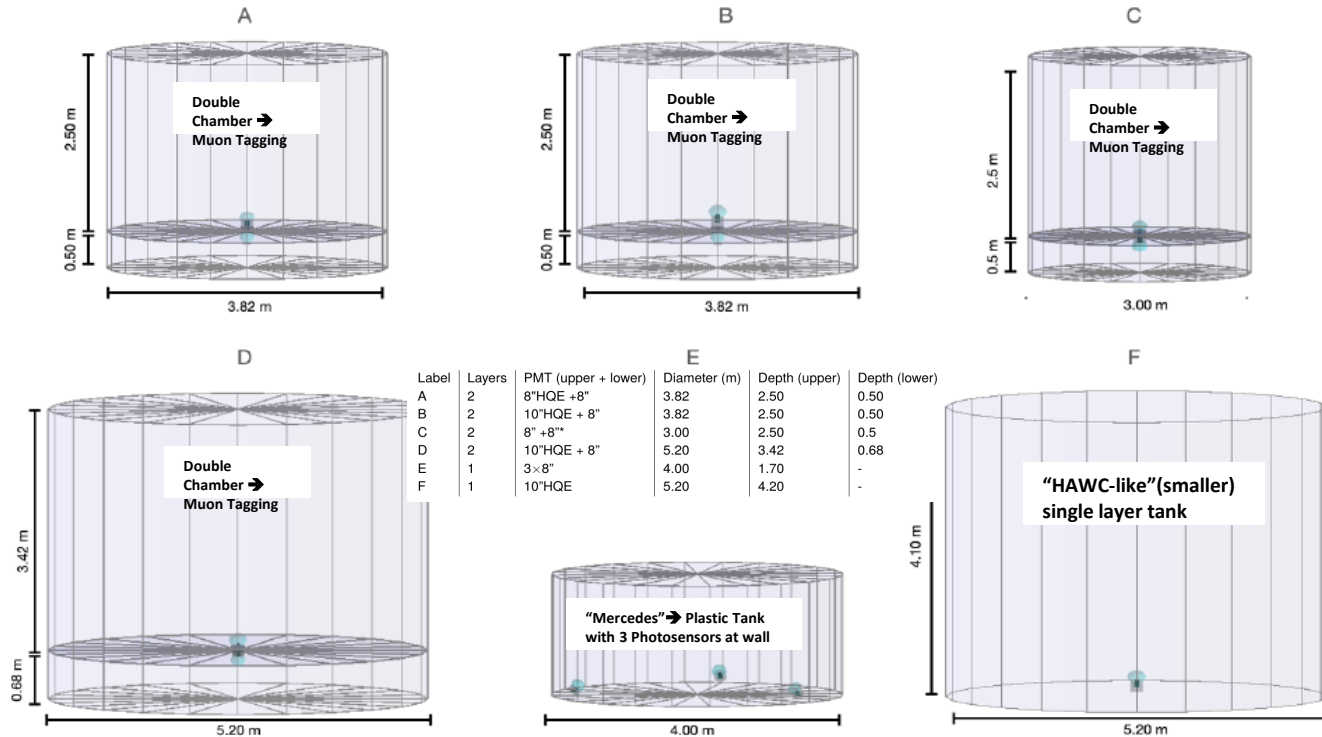 A
B
C
Double
Chamber ➔
Muon Tagging
2.50 m
0.50 m
3.82 m
Double
Chamber ➔
Muon Tagging
2.50 m
0.50 m
3.82 m
Double
Chamber ➔
Muon Tagging
2.5 m
0.5 m
3.00 m
D
E
F
Double
Chamber ➔
Muon Tagging
3.42 m
0.68 m
5.20 m
Label Layers PMT (upper + lower) Diameter (m) Depth (upper) Depth (lower)
A 2 8"HQE +8" 3.82 2.50 0.50
B 2 10"HQE + 8" 3.82 2.50 0.50
C 2 8" +8"* 3.00 2.50 0.5
D 2 10"HQE + 8" 5.20 3.42 0.68
E 1 3×8" 4.00 1.70 -
F 1 10"HQE 5.20 4.20 -
“Mercedes”➔ Plastic Tank
with 3 Photosensors at wall
4.00 m
“HAWC-like”(smaller)
single layer tank
4.10 m
5.20 m